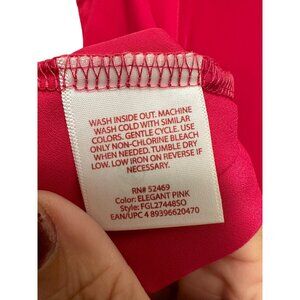 WASH INSIDE OUT. MACHINE
WASH COLD WITH SIMILAR
COLORS. GENTLE CYCLE. USE
ONLY NON-CHLORINE BLEACH
WHEN NEEDED. TUMBLE DRY
LOW. LOW IRON ON REVERSE IF
NECESSARY.
RN# 52469
Color: ELEGANT PINK
Style: FGL27448SO
EAN/UPC 4 89396620470